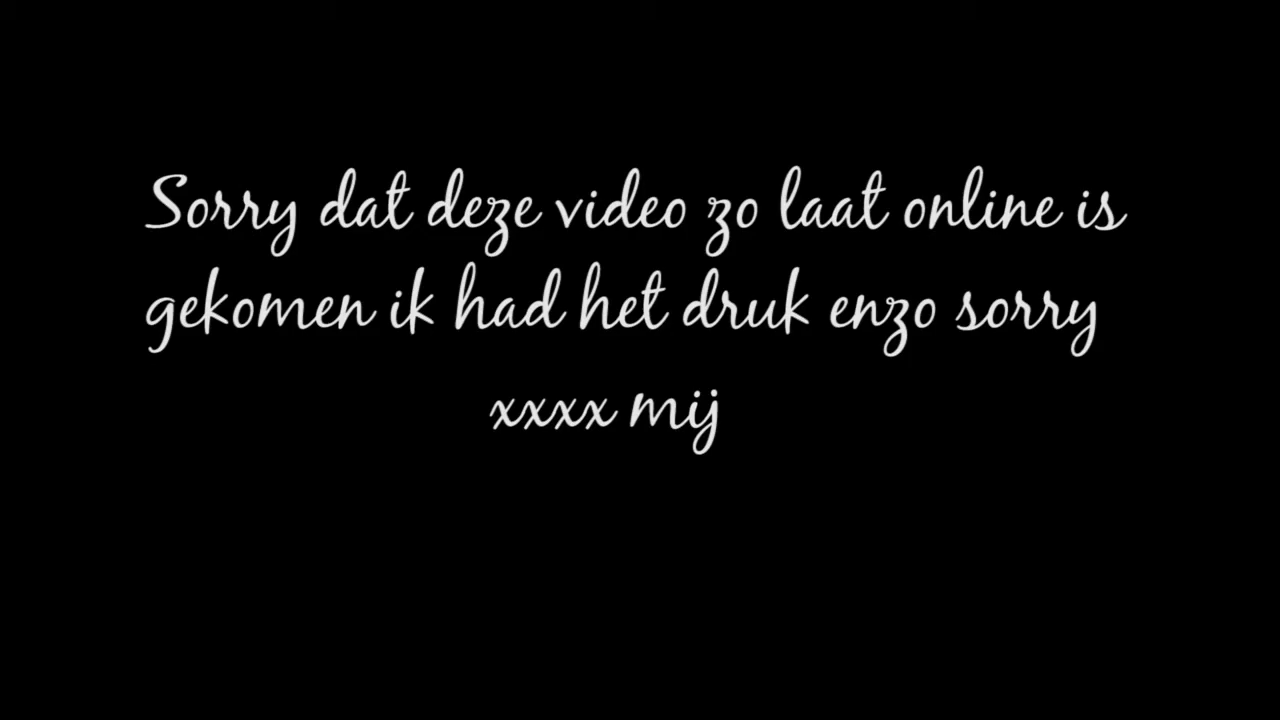 Sorry dat deze video zo laat online is
gekomen ik had het druk enzo sorry
xxxx mij